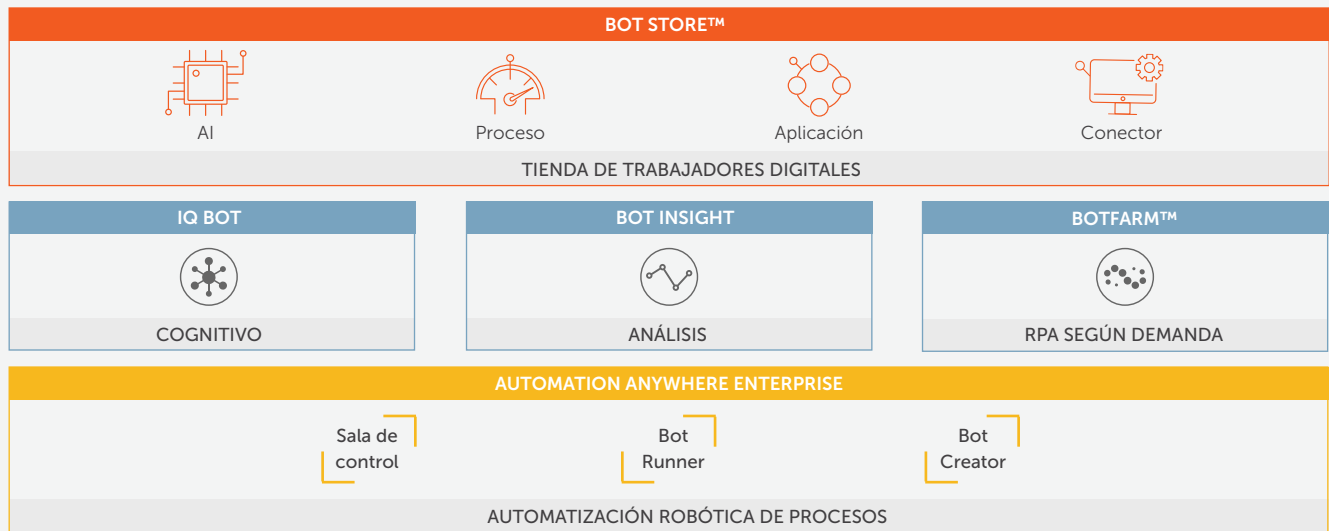 BOT STORE™
AI
Proceso
Aplicación
Conector
TIENDA DE TRABAJADORES DIGITALES
IQ BOT
COGNITIVO
BOT INSIGHT
ANÁLISIS
BOTFARM™
RPA SEGÚN DEMANDA
AUTOMATION ANYWHERE ENTERPRISE
Sala de
control
Bot
Runner
Bot
Creator
AUTOMATIZACIÓN ROBÓTICA DE PROCESOS